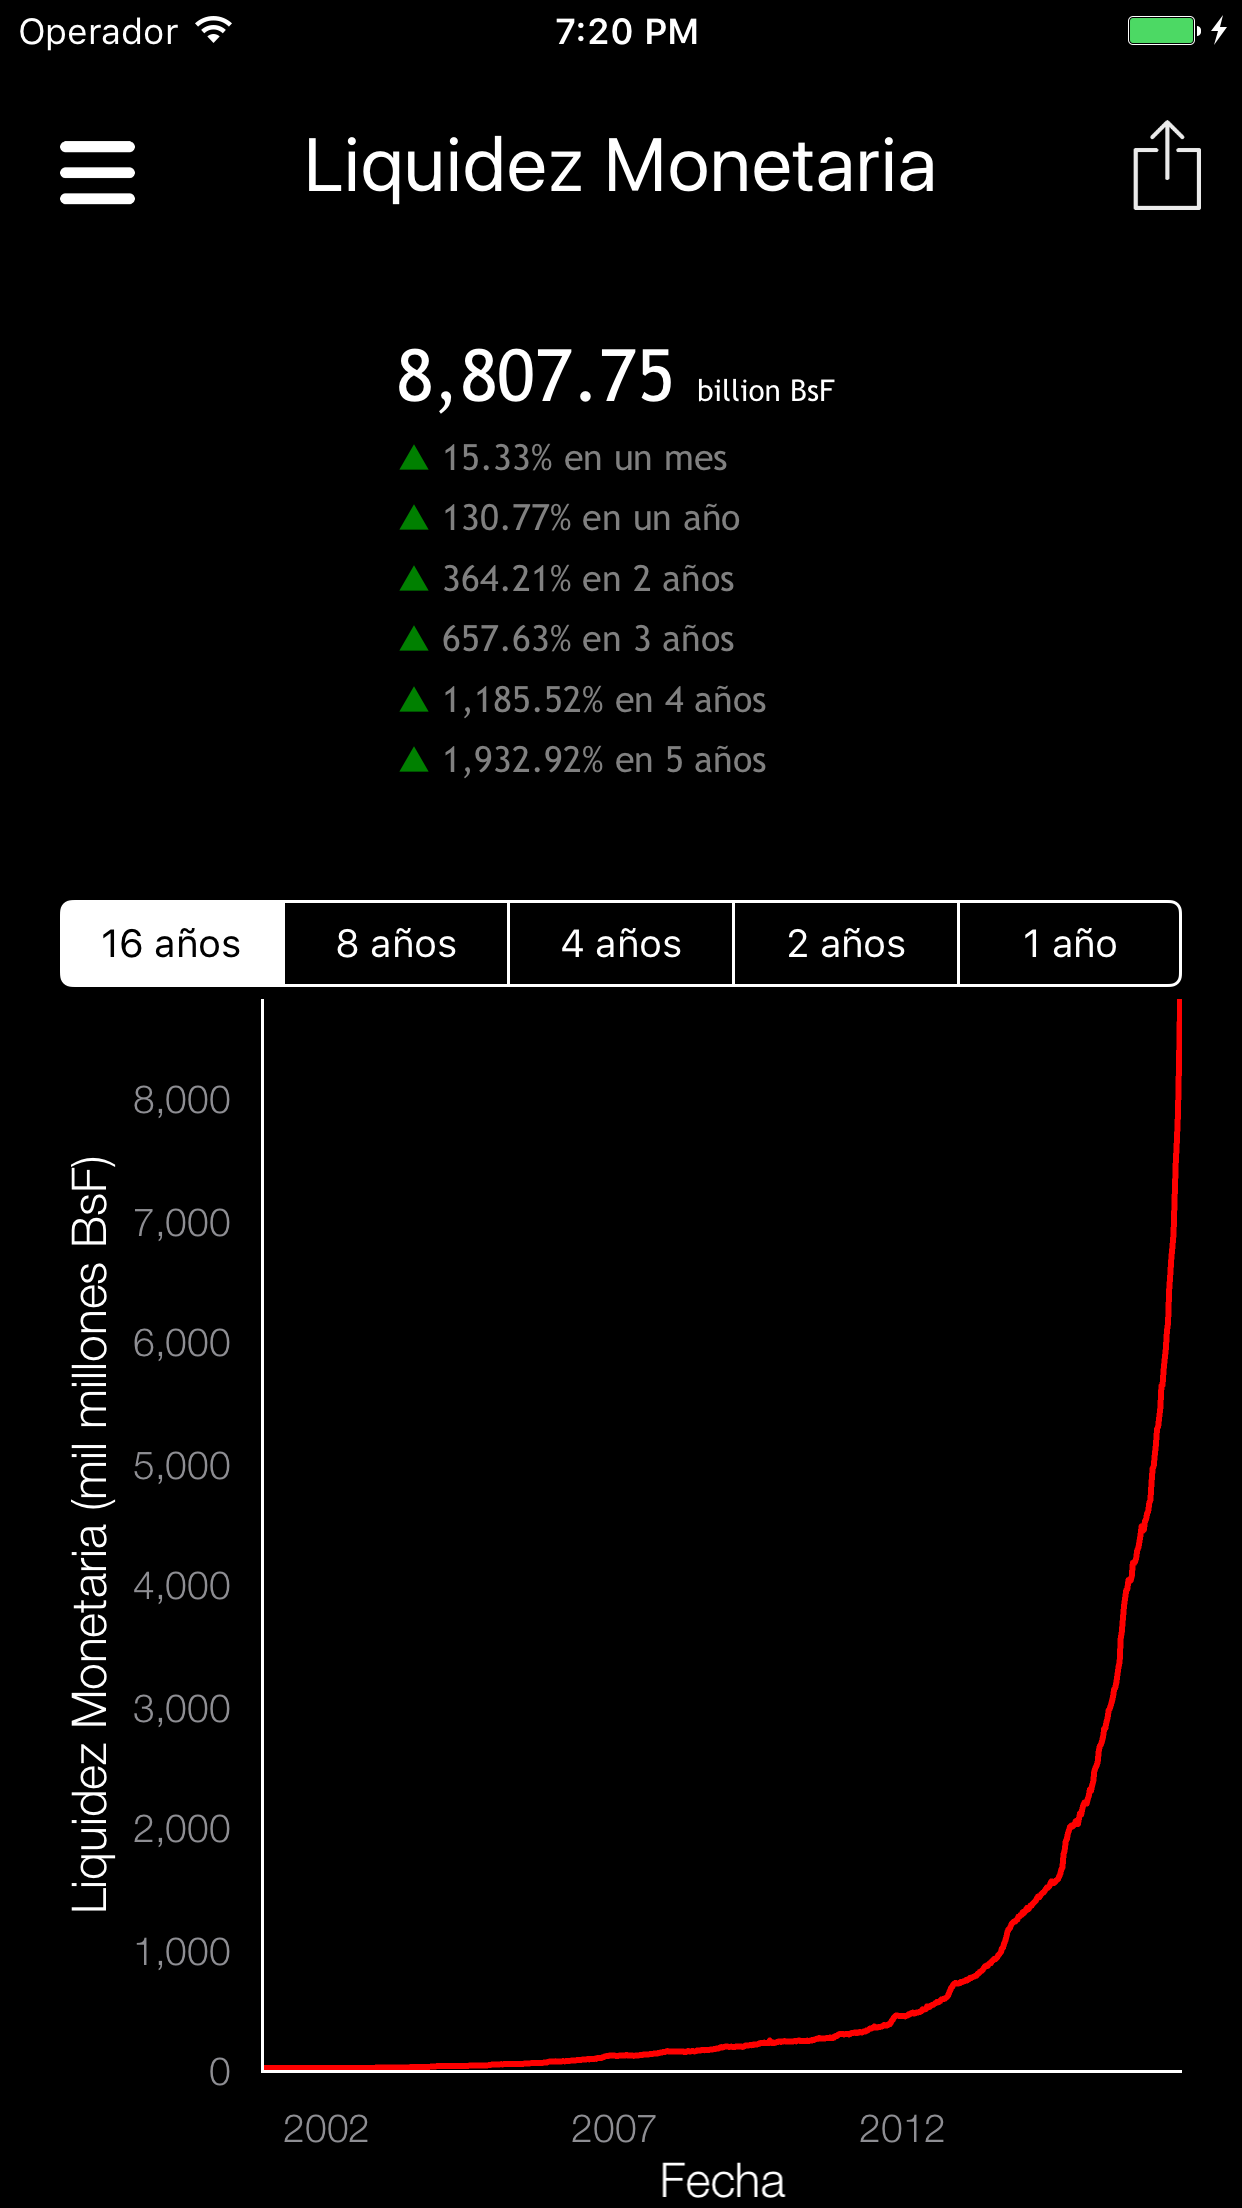 Operador 7:20 PM
Liquidez Monetaria
8,807.75 billion BsF
▲ 15.33% en un mes
▲ 130.77% en un año
▲ 364.21% en 2 años
▲ 657.63% en 3 años
▲ 1,185.52% en 4 años
▲ 1,932.92% en 5 años
16 años 8 años 4 años 2 años 1 año
Liquidez Monetaria (mil millones BsF)
8,000
7,000
6,000
5,000
4,000
3,000
2,000
1,000
0
2002 2007 2012
Fecha